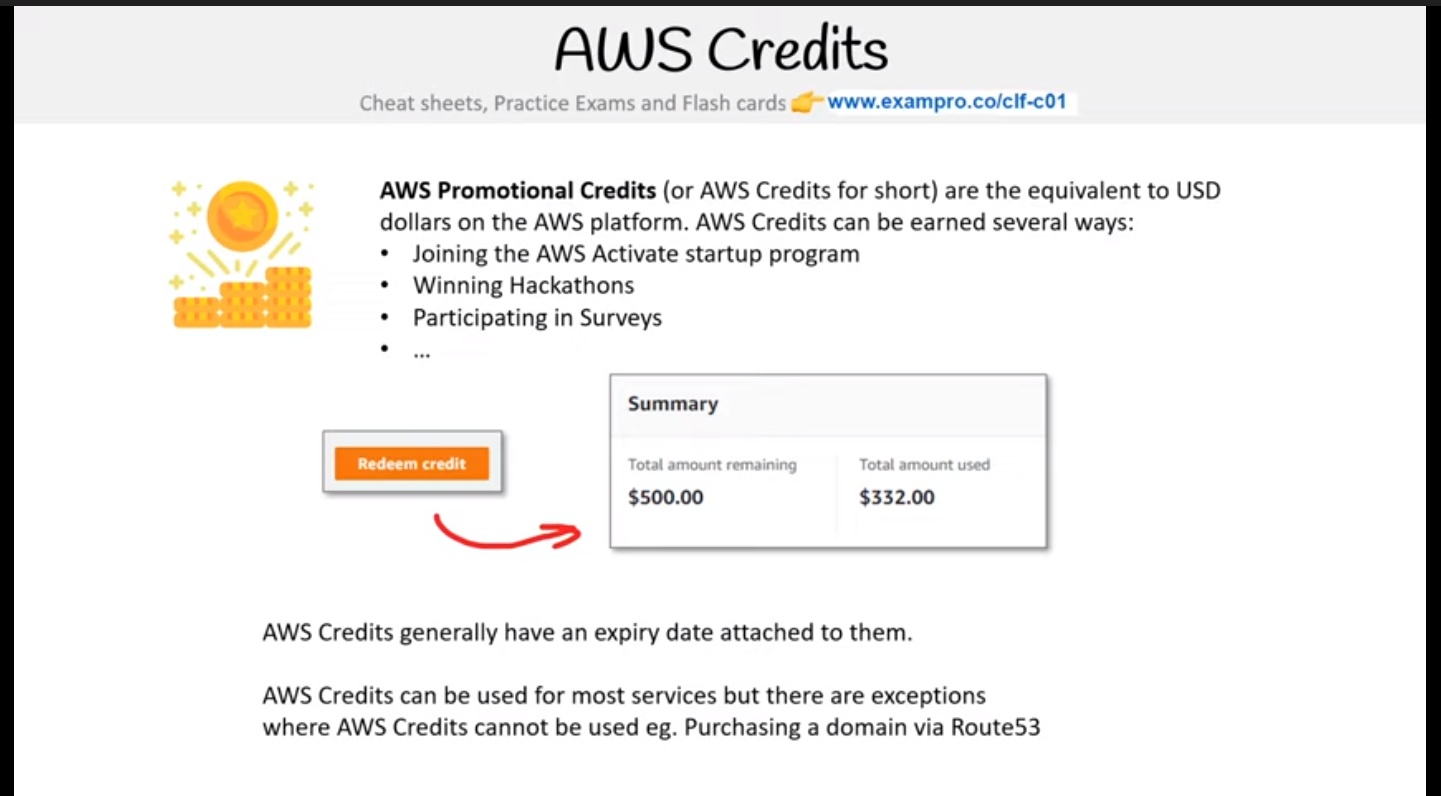 AWS Credits
Cheat sheets, Practice Exams and Flash cards 👉 www.exampro.co/clf-c01
AWS Promotional Credits (or AWS Credits for short) are the equivalent to USD
dollars on the AWS platform. AWS Credits can be earned several ways:
• Joining the AWS Activate startup program
• Winning Hackathons
• Participating in Surveys
• ...
Redeem credit
Summary
Total amount remaining
$500.00
Total amount used
$332.00
AWS Credits generally have an expiry date attached to them.
AWS Credits can be used for most services but there are exceptions
where AWS Credits cannot be used eg. Purchasing a domain via Route53